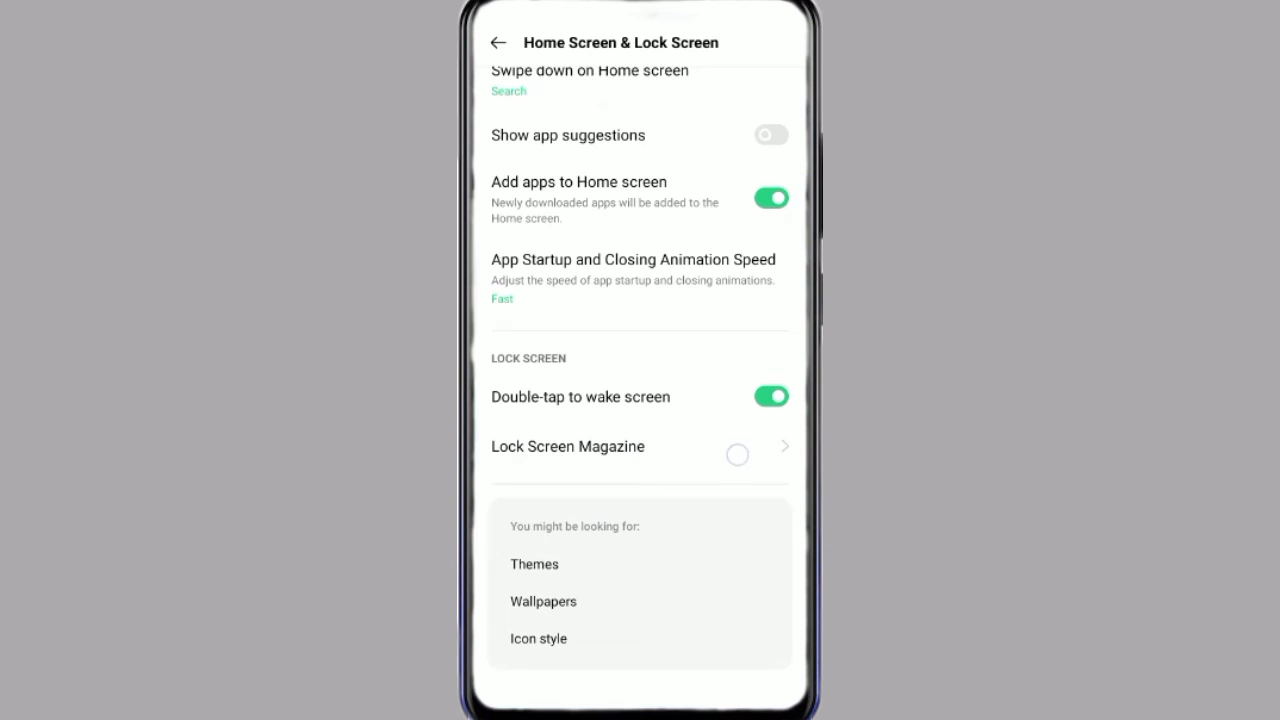 Home Screen & Lock Screen
Swipe down on Home screen
Search
Show app suggestions
Add apps to Home screen
Newly downloaded apps will be added to the
Home screen.
App Startup and Closing Animation Speed
Adjust the speed of app startup and closing animations.
Fast
LOCK SCREEN
Double-tap to wake screen
Lock Screen Magazine
You might be looking for:
Themes
Wallpapers
Icon style